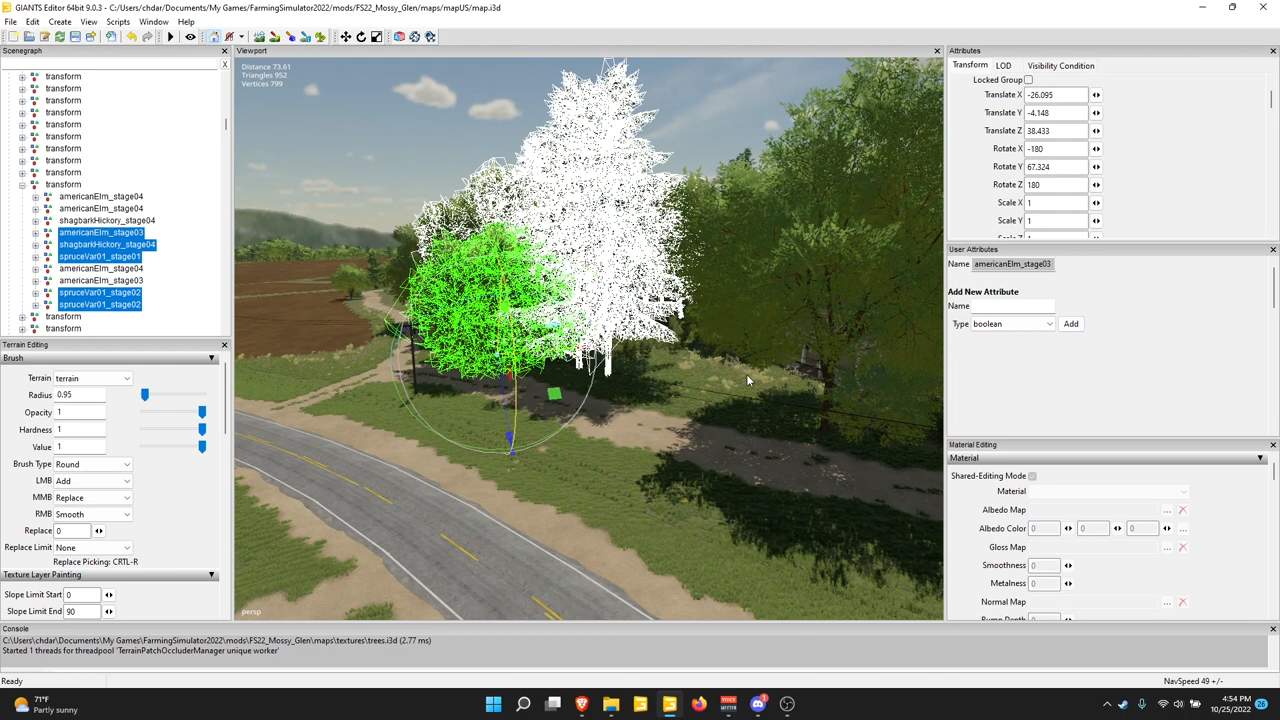 GIANTS Editor 64bit 9.0.3 - C:/Users/chdar/Documents/My Games/FarmingSimulator2022/mods/FS22_Mossy_Glen/maps/mapUS/map.i3d
File Edit Create View Scripts Window Help
Scenegraph
X
transform
transform
transform
transform
transform
transform
transform
transform
transform
transform
americanElm_stage04
americanElm_stage04
shagbarkHickory_stage04
americanElm_stage03
shagbarkHickory_stage04
spruceVar01_stage01
americanElm_stage04
americanElm_stage03
spruceVar01_stage02
spruceVar01_stage02
transform
transform
Terrain Editing
Brush
Terrain terrain
Radius 0.95
Opacity 1
Hardness 1
Value 1
Brush Type Round
LMB Add
MMB Replace
RMB Smooth
Replace 0
Replace Limit None
Replace Picking: CRTL-R
Texture Layer Painting
Slope Limit Start 0
Slope Limit End 90
Viewport
Distance 73.61
Triangles 952
Vertices 799
persp
Attributes
Transform LOD Visibility Condition
Locked Group
Translate X -26.095
Translate Y -4.148
Translate Z 38.433
Rotate X -180
Rotate Y 67.324
Rotate Z 180
Scale X 1
Scale Y 1
User Attributes
Name americanElm_stage03
Add New Attribute
Name
Type boolean Add
Material Editing
Material
Shared-Editing Mode
Material
Albedo Map ...
Albedo Color 0 0 0 ...
Gloss Map ...
Smoothness 0
Metalness 0
Normal Map ...
Bump Depth
Console
C:/Users/chdar/Documents/My Games/FarmingSimulator2022/mods/FS22_Mossy_Glen/maps/textures/trees.i3d (2.77 ms)
Started 1 threads for threadpool 'TerrainPatchOccluderManager unique worker'
Ready
NavSpeed 49 +/-
71°F
Partly sunny
4:54 PM
10/25/2022
26